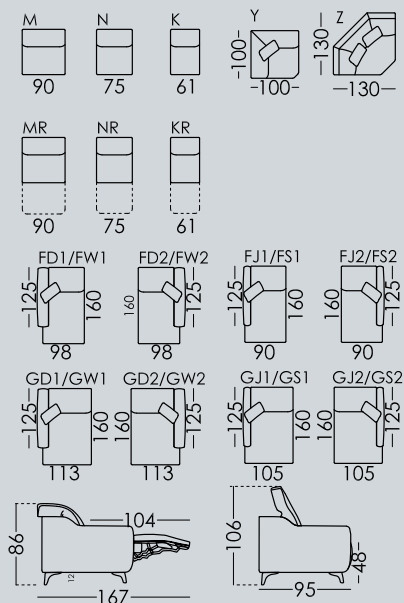 M N K Y Z
90 75 61 -100- -100- -130- -130-
MR NR KR
90 75 61
FD1/FW1 FD2/FW2 FJ1/FS1 FJ2/FS2
125 160 160 125 125 160 160 125
98 98 90 90
GD1/GW1 GD2/GW2 GJ1/GS1 GJ2/GS2
125 160 160 125 125 160 160 125
113 113 105 105
86 104 12 167
106 48 95